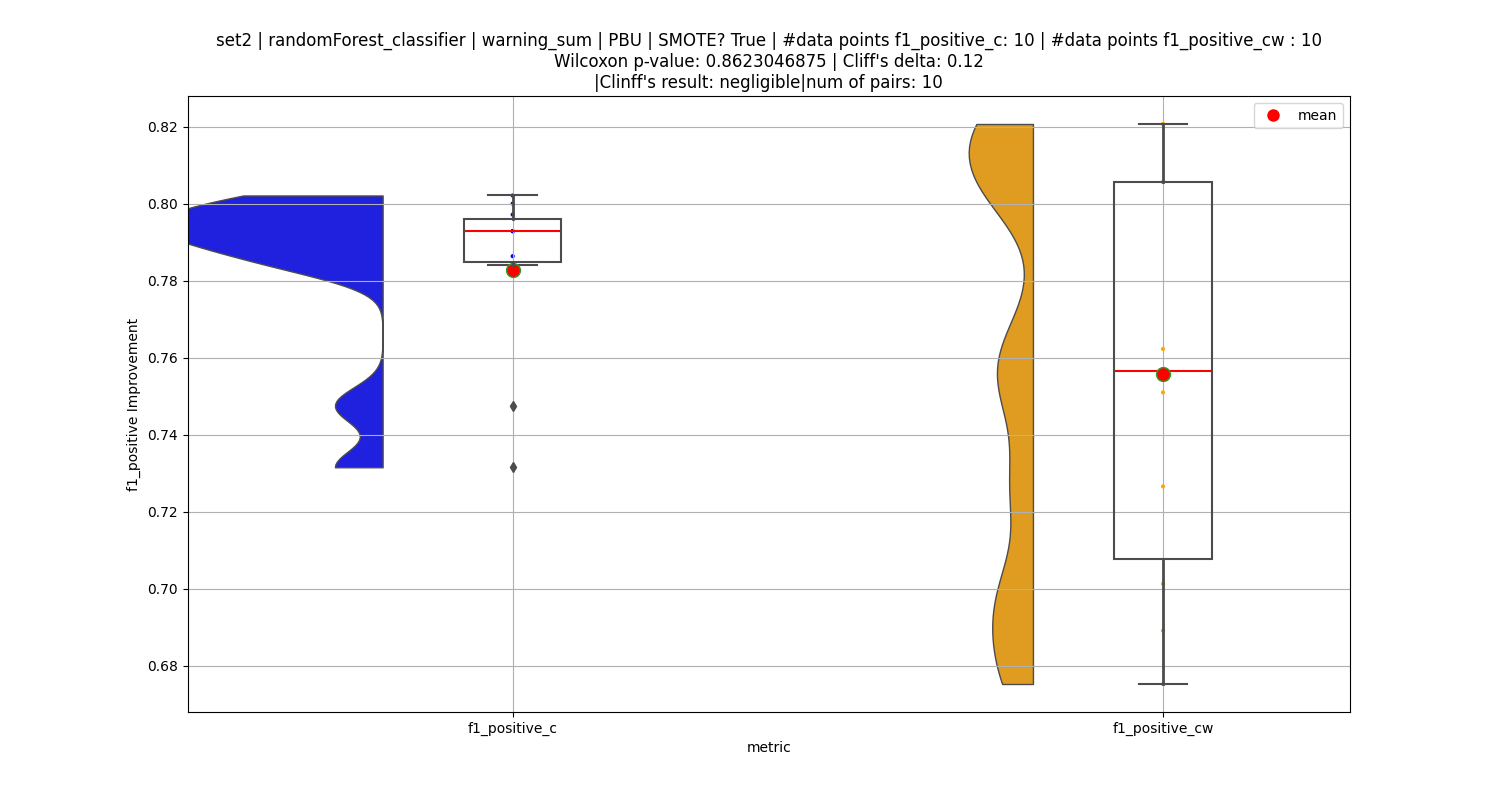 set2 | randomForest_classifier | warning_sum | PBU | SMOTE? True | #data points f1_positive_c: 10 | #data points f1_positive_cw : 10
Wilcoxon p-value: 0.8623046875 | Cliff's delta: 0.12
|Clinff's result: negligible|num of pairs: 10
mean
0.82
0.80
0.78
0.76
0.74
0.72
0.70
0.68
f1_positive Improvement
f1_positive_c
f1_positive_cw
metric